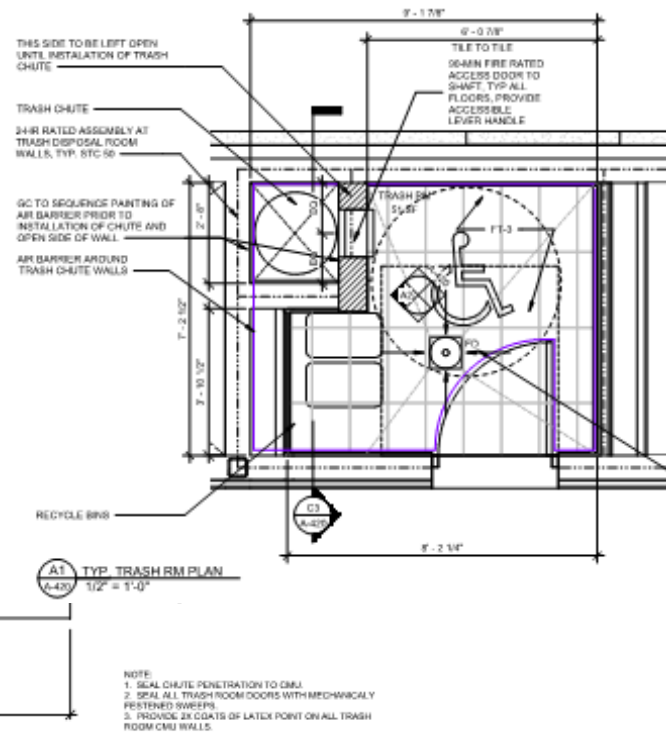 9' - 1 7/8"
6' - 0 7/8"
TILE TO TILE
THIS SIDE TO BE LEFT OPEN
UNTIL INSTALATION OF TRASH
CHUTE
90-MIN FIRE RATED
ACCESS DOOR TO
SHAFT, TYP ALL
FLOORS, PROVIDE
ACCESSIBLE
LEVER HANDLE
TRASH CHUTE
2-HR RATED ASSEMBLY AT
TRASH DISPOSAL ROOM
WALLS, TYP. STC 50
GC TO SEQUENCE PAINTING OF
AIR BARRIER PRIOR TO
INSTALLATION OF CHUTE AND
OPEN SIDE OF WALL
AIR BARRIER AROUND
TRASH CHUTE WALLS
TRASH RM
51 SF
FT-3
FD
7' - 2 1/2"
2' - 8"
3' - 10 1/2"
RECYCLE BINS
C3
A-420
8' - 2 1/4"
A1
A-420
TYP. TRASH RM PLAN
1/2" = 1'-0"
NOTE:
1. SEAL CHUTE PENETRATION TO CMU.
2. SEAL ALL TRASH ROOM DOORS WITH MECHANICALY
FESTENED SWEEPS.
3. PROVIDE 2X COATS OF LATEX POINT ON ALL TRASH
ROOM CMU WALLS.